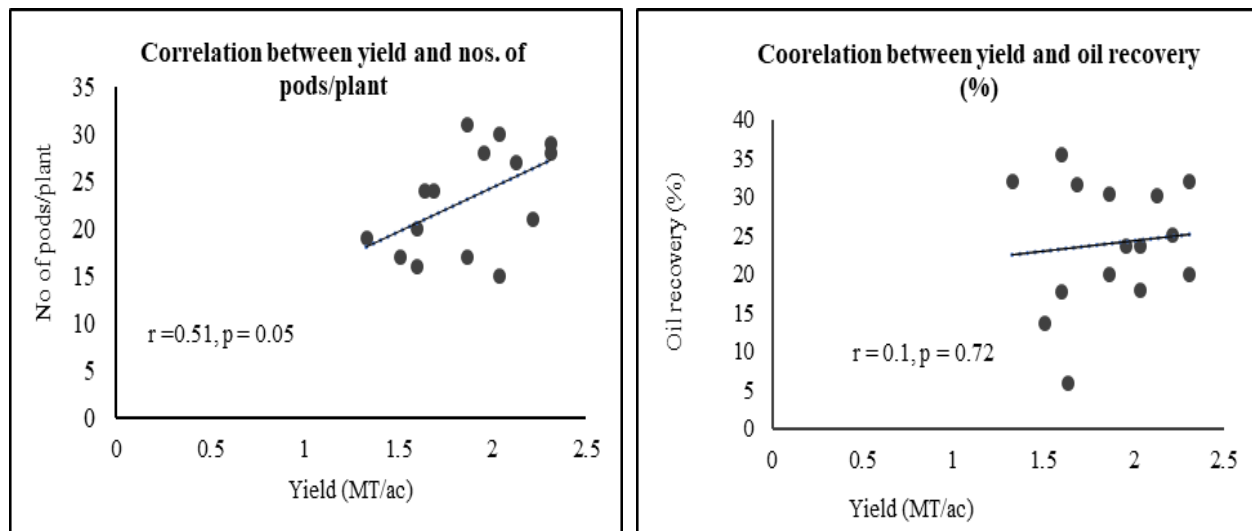 Correlation between yield and nos. of
pods/plant
35
30
25
20
15
10
5
0
No of pods/plant
r =0.51, p = 0.05
0 0.5 1 1.5 2 2.5
Yield (MT/ac)
Coorelation between yield and oil recovery
(%)
40
35
30
25
20
15
10
5
0
Oil recovery (%)
r = 0.1, p = 0.72
0 0.5 1 1.5 2 2.5
Yield (MT/ac)